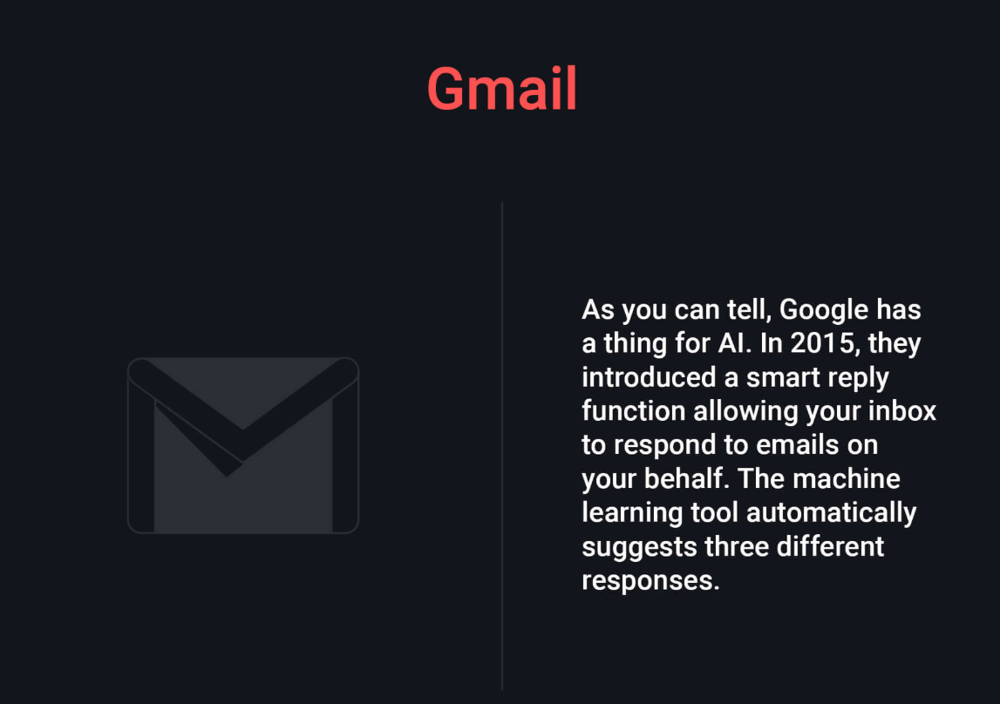 Gmail
As you can tell, Google has
a thing for AI. In 2015, they
introduced a smart reply
function allowing your inbox
to respond to emails on
your behalf. The machine
learning tool automatically
suggests three different
responses.